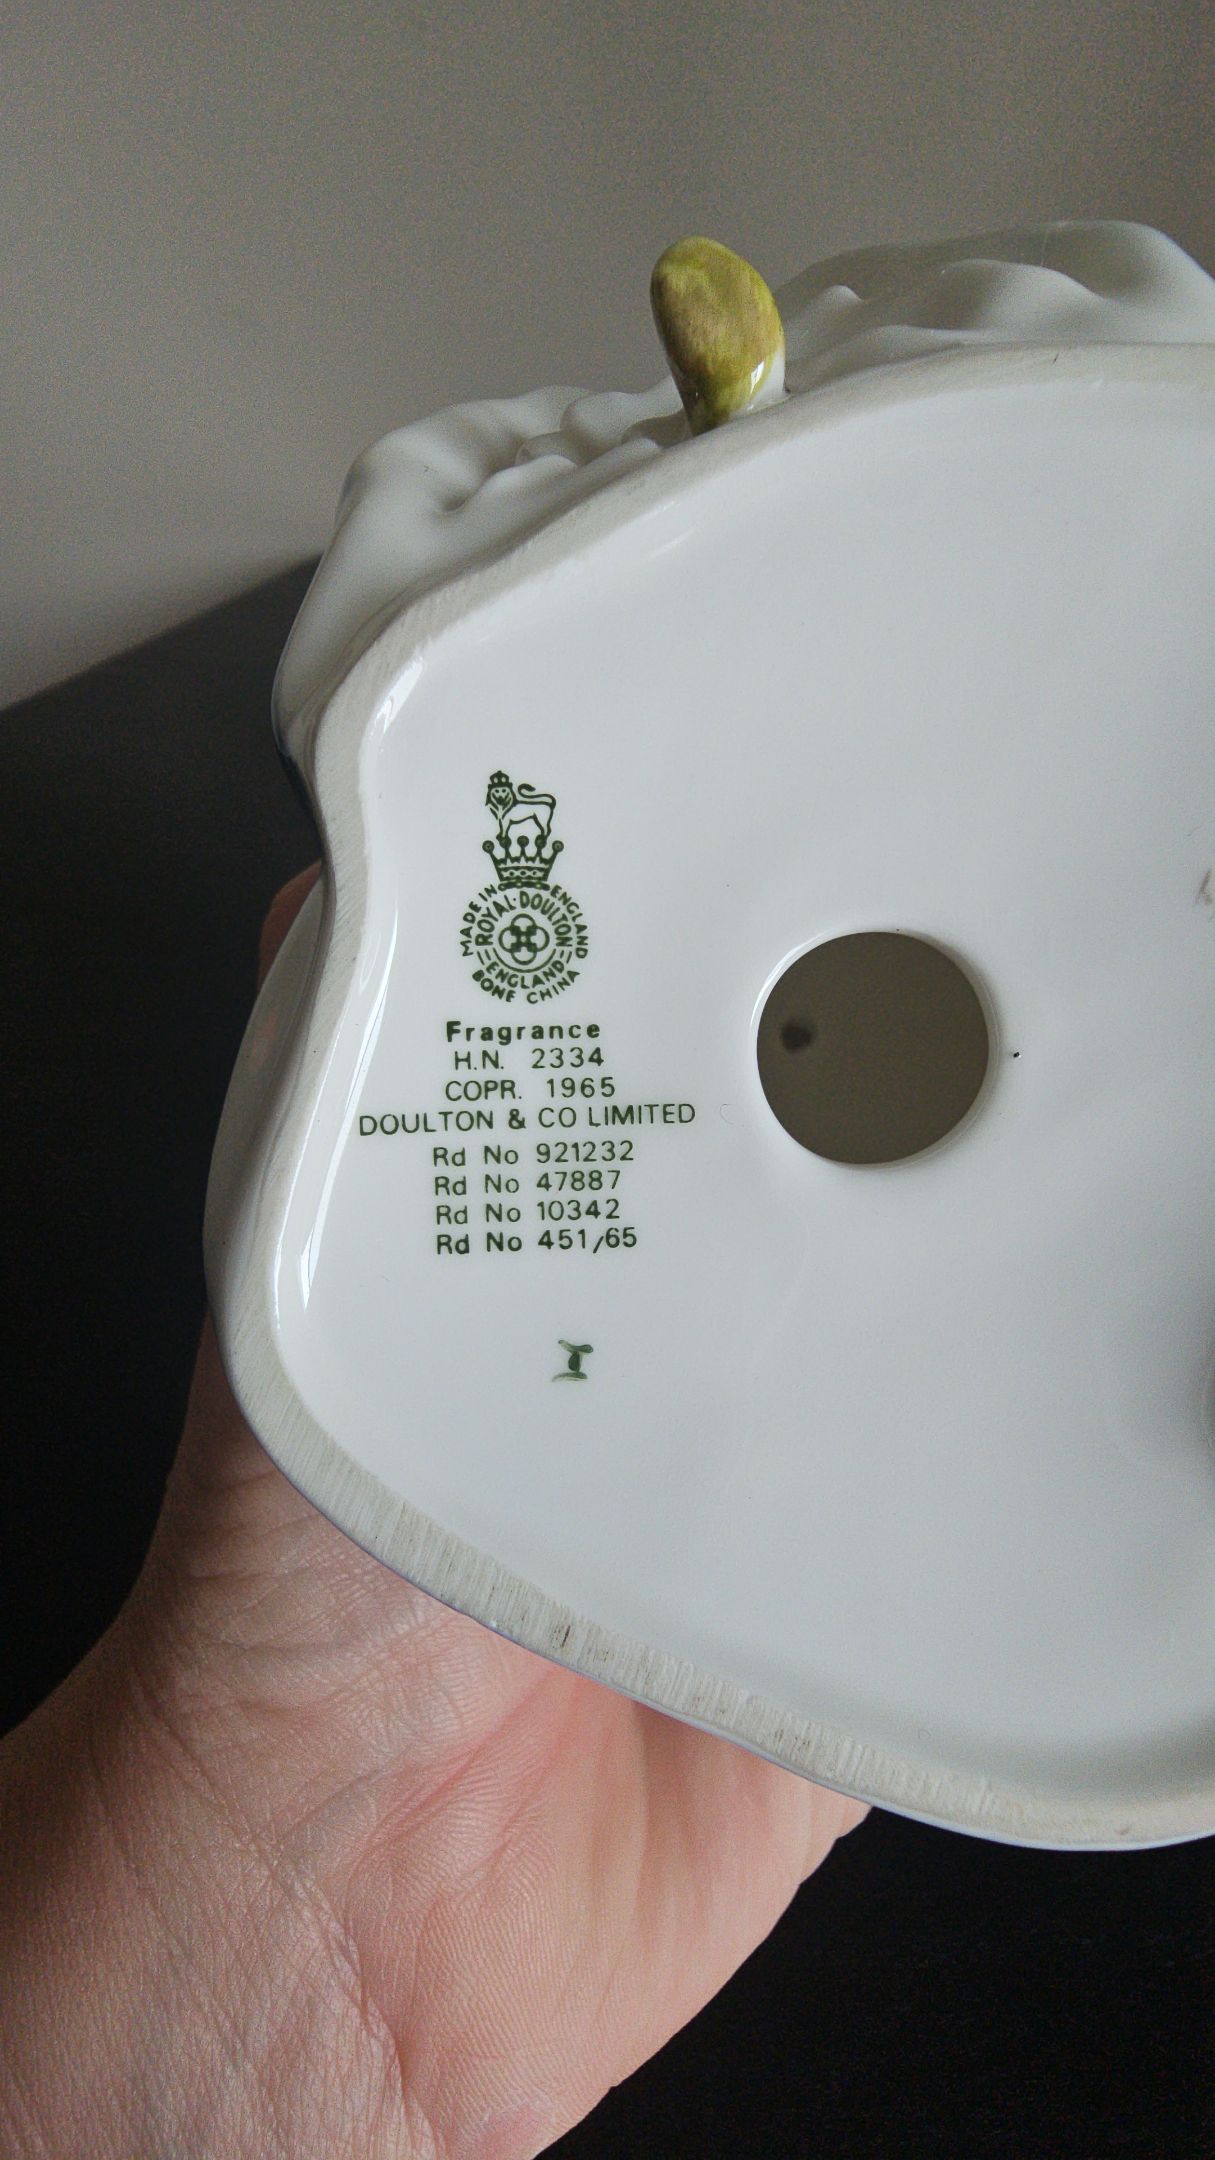 MADE IN ENGLAND
ROYAL·DOULTON
ENGLAND
BONE CHINA
Fragrance
H.N. 2334
COPR. 1965
DOULTON & CO LIMITED
Rd No 921232
Rd No 47887
Rd No 10342
Rd No 451/65
I